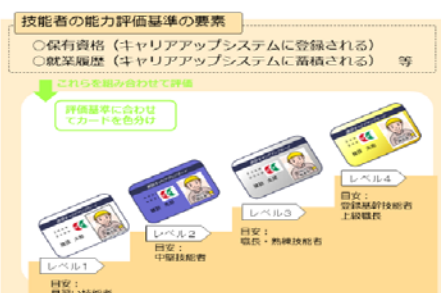 技能者の能力評価基準の要素
○保有資格（キャリアアップシステムに登録される）
○就業履歴（キャリアアップシステムに蓄積される）　等
これらを組み合わせて評価
評価基準に合わせ
てカードを色分け
レベル4
目安：
登録基幹技能者
上級職長
レベル3
目安：
職長・熟練技能者
レベル2
目安：
中堅技能者
レベル1
目安：
見習い技能者